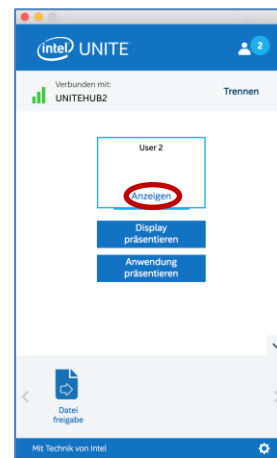 intel UNITE
2
Verbunden mit:
UNITEHUB2
Trennen
User 2
Anzeigen
Display
präsentieren
Anwendung
präsentieren
Datei
freigabe
Mit Technik von Intel